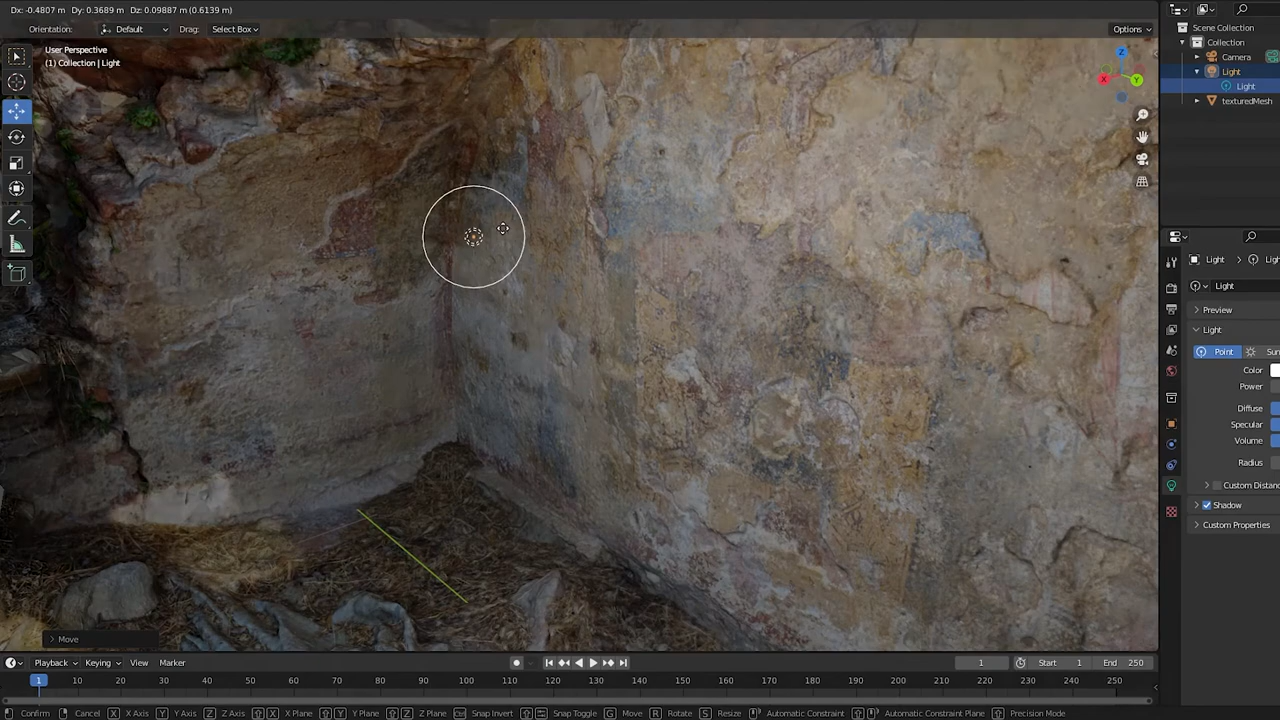 Dx: -0.4807 m Dy: 0.3689 m Dz: 0.09887 m (0.6139 m)
Orientation: Default Drag: Select Box Options
User Perspective
(1) Collection | Light
X
Y
Z
Scene Collection
Collection
Camera
Light
Light
texturedMesh
Light
Light
Preview
Light
Point
Color
Power
Diffuse
Specular
Volume
Radius
Shadow
Custom Properties
Move
Playback Keying View Marker 1 Start 1 End 250
1 10 20 30 40 50 60 70 80 90 100 110 120 130 140 150 160 170 180 190 200 210 220 230 240 250
Confirm Cancel X X Axis Y Y Axis Z Z Axis X X Plane Y Y Plane Z Z Plane Snap Invert Snap Toggle G Move R Rotate S Resize Automatic Constraint Automatic Constraint Plane Precision Mode